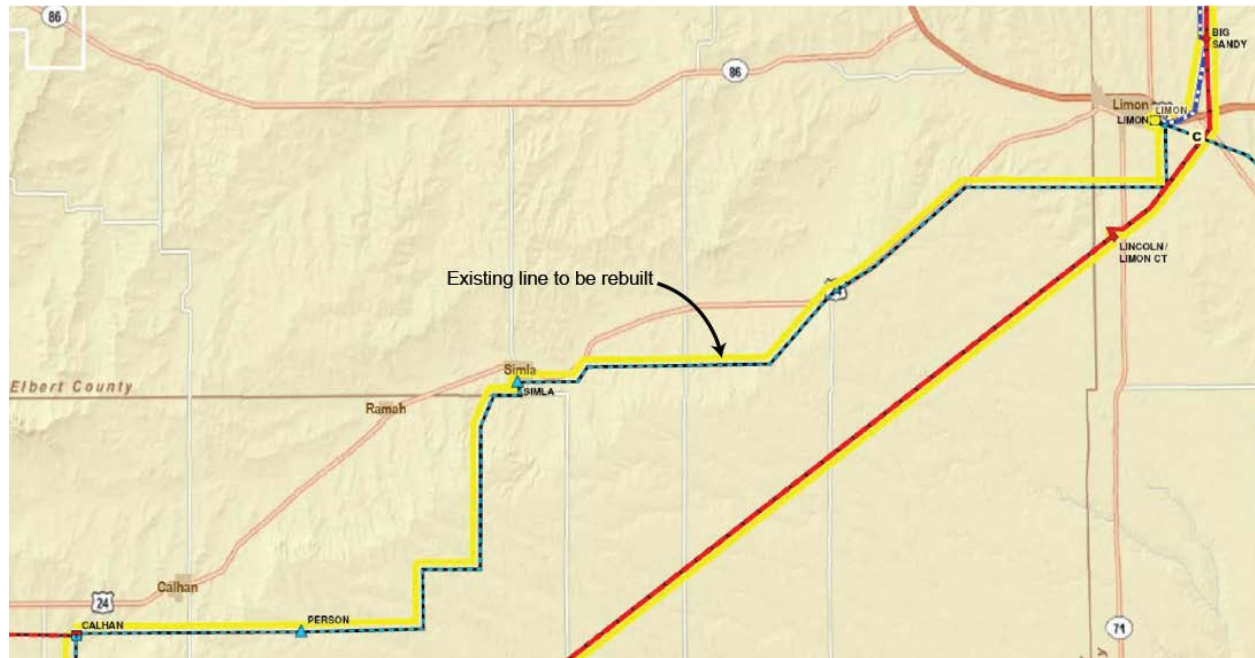 86
86
BIG
SANDY
Limon
LIMON
LIMON
C
LINCOLN/
LIMON CT
Existing line to be rebuilt
Simla
SIMLA
Elbert County
Ramah
Calhan
24
CALHAN
PERSON
71